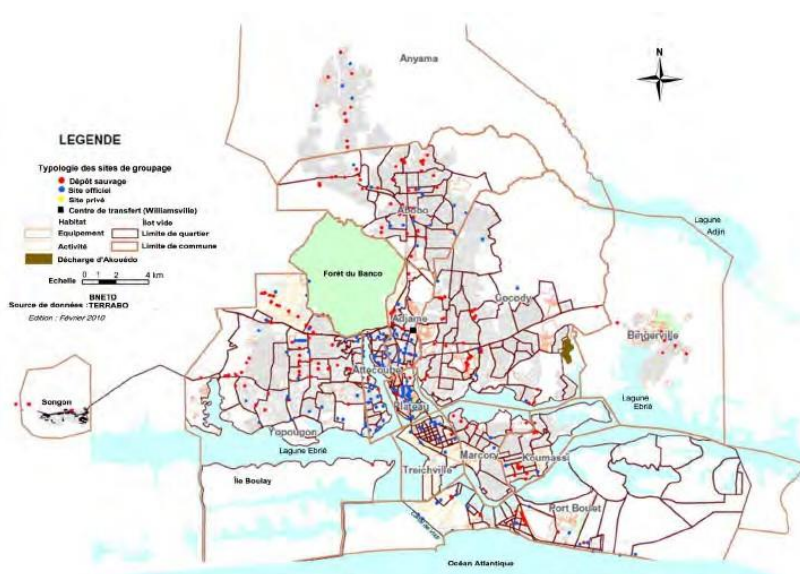 Anyama
N
LEGENDE
Typologie des sites de groupage
Dépôt sauvage
Site officiel
Site privé
Centre de transfert (Williamsville)
Habitat
Îlot vide
Equipement
Limite de quartier
Activité
Limite de commune
Décharge d'Akouédo
Echelle 0 1 2 4 km
BNETD
Source de données : TERRABO
Edition : Février 2010
Abobo
Lagune
Adjin
Forêt du Banco
Cocody
Adjamé
Bingerville
Attecoubé
Songon
Plateau
Lagune
Ebrié
Yopougon
Lagune Ebrié
Marcory
Koumassi
Treichville
Île Boulay
Port Bouet
Océan Atlantique